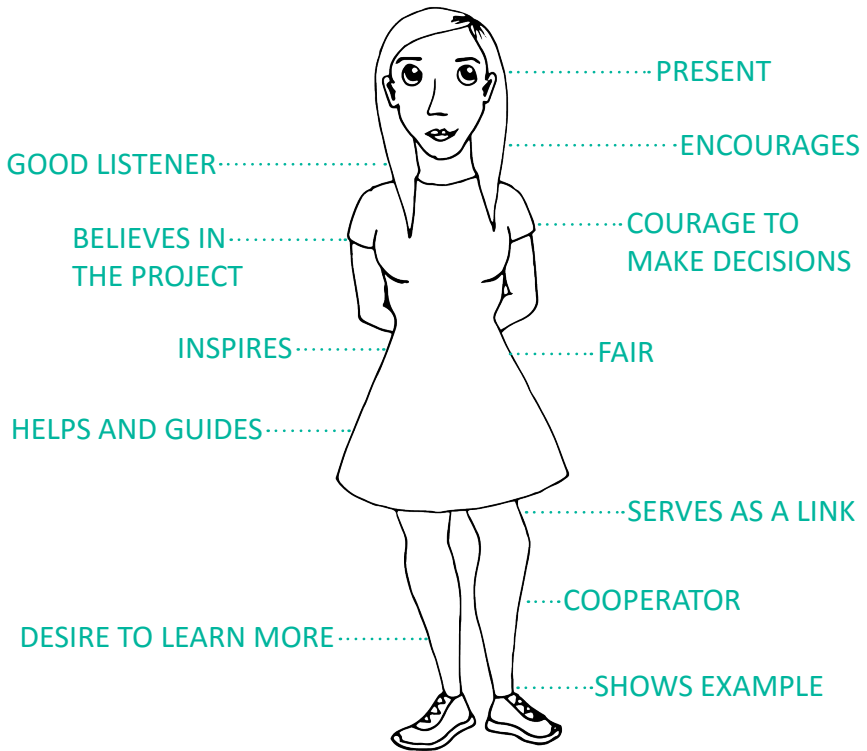 PRESENT
ENCOURAGES
GOOD LISTENER
COURAGE TO
MAKE DECISIONS
BELIEVES IN
THE PROJECT
INSPIRES
FAIR
HELPS AND GUIDES
SERVES AS A LINK
COOPERATOR
DESIRE TO LEARN MORE
SHOWS EXAMPLE